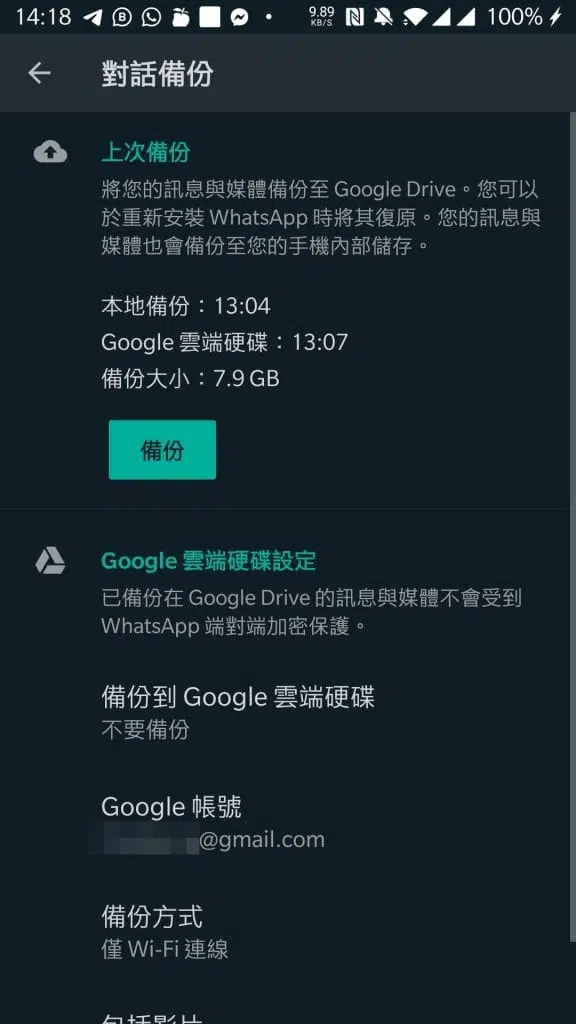 14:18
9.89
KB/S
100%
對話備份
上次備份
將您的訊息與媒體備份至 Google Drive。您可以
於重新安裝 WhatsApp 時將其復原。您的訊息與
媒體也會備份至您的手機內部儲存。
本地備份：13:04
Google 雲端硬碟：13:07
備份大小：7.9 GB
備份
Google 雲端硬碟設定
已備份在 Google Drive 的訊息與媒體不會受到
WhatsApp 端對端加密保護。
備份到 Google 雲端硬碟
不要備份
Google 帳號
@gmail.com
備份方式
僅 Wi-Fi 連線
包括影片